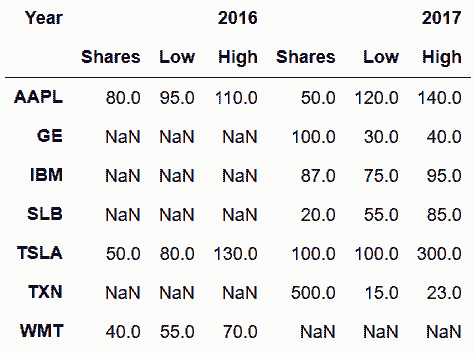 Year 2016 2017
Shares Low High Shares Low High
AAPL 80.0 95.0 110.0 50.0 120.0 140.0
GE NaN NaN NaN 100.0 30.0 40.0
IBM NaN NaN NaN 87.0 75.0 95.0
SLB NaN NaN NaN 20.0 55.0 85.0
TSLA 50.0 80.0 130.0 100.0 100.0 300.0
TXN NaN NaN NaN 500.0 15.0 23.0
WMT 40.0 55.0 70.0 NaN NaN NaN